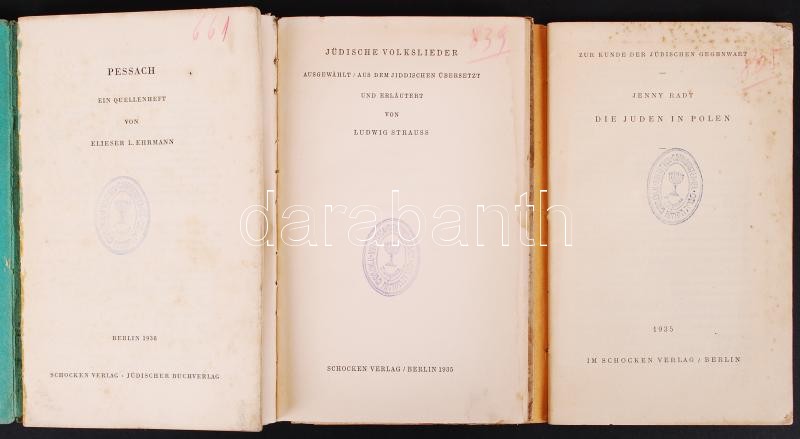 661
PESSACH
EIN QUELLENHEFT
VON
ELIESER L. EHRMANN
BERLIN 1936
SCHOCKEN VERLAG · JÜDISCHER BUCHVERLAG
839
JÜDISCHE VOLKSLIEDER
AUSGEWÄHLT / AUS DEM JIDDISCHEN ÜBERSETZT
UND ERLÄUTERT
VON
LUDWIG STRAUSS
SCHOCKEN VERLAG / BERLIN 1935
ZUR KUNDE DER JÜDISCHEN GEGENWART
JENNY RADT
DIE JUDEN IN POLEN
1935
IM SCHOCKEN VERLAG / BERLIN
darabanth